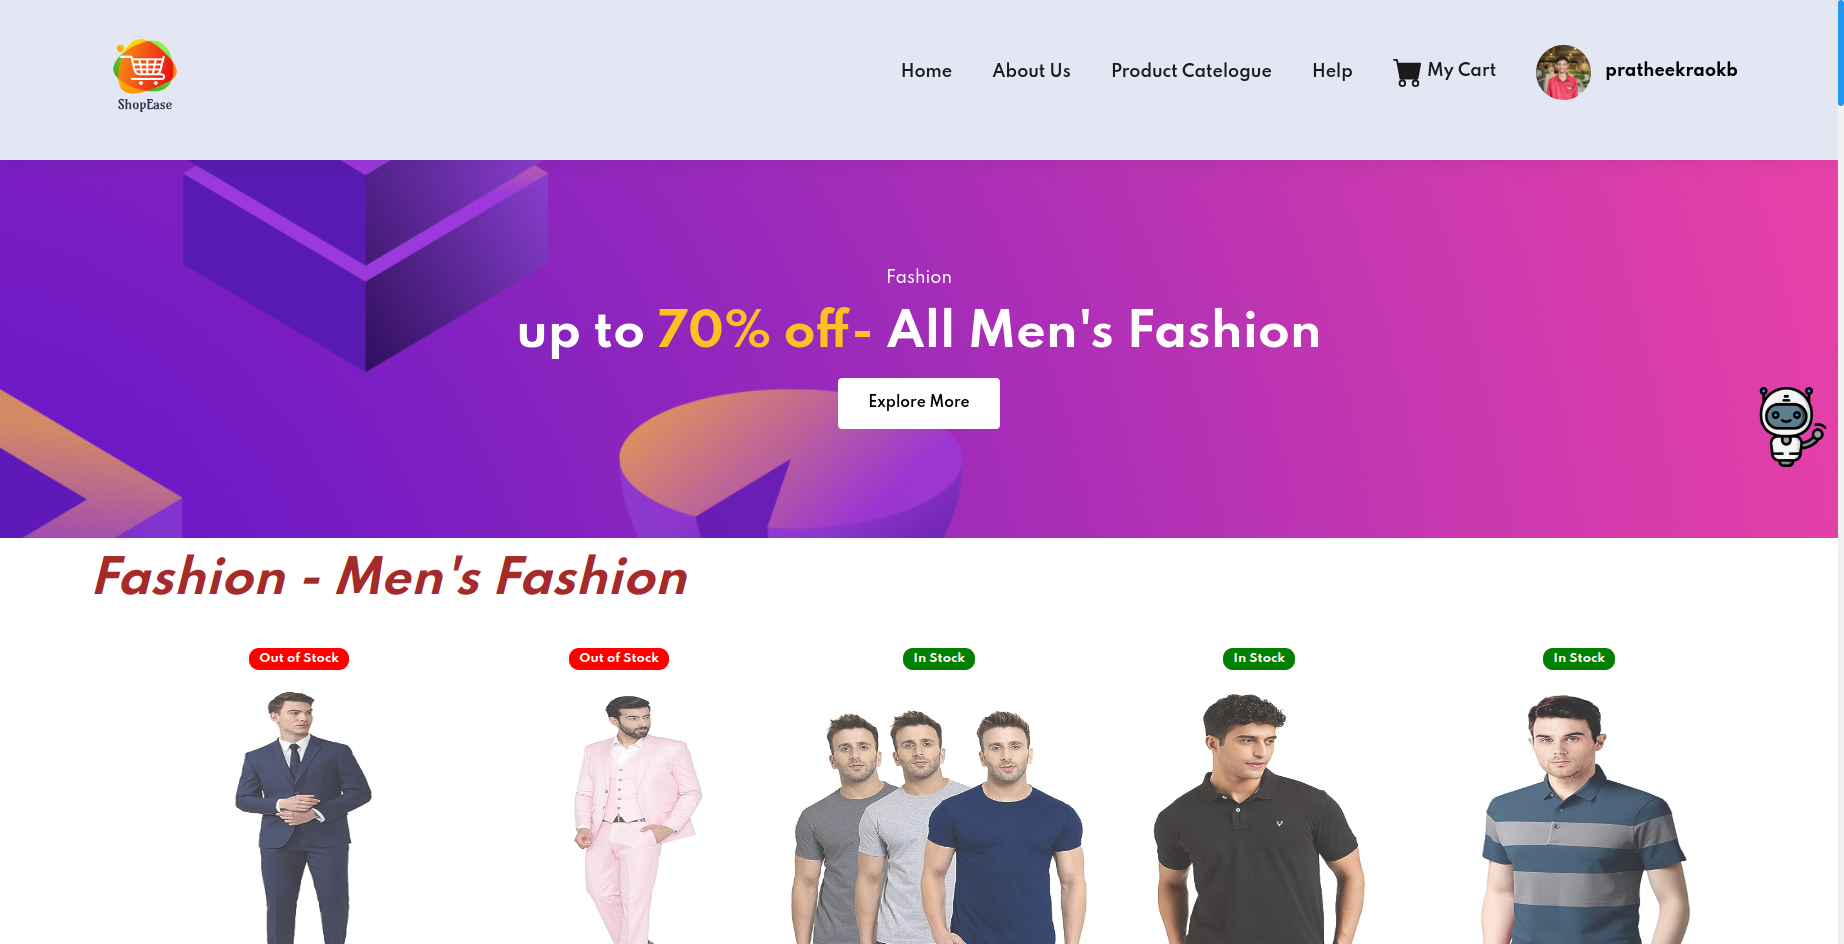 ShopEase
Home About Us Product Catelogue Help My Cart pratheekraokb
Fashion
up to 70% off- All Men's Fashion
Explore More
Fashion - Men's Fashion
Out of Stock Out of Stock In Stock In Stock In Stock